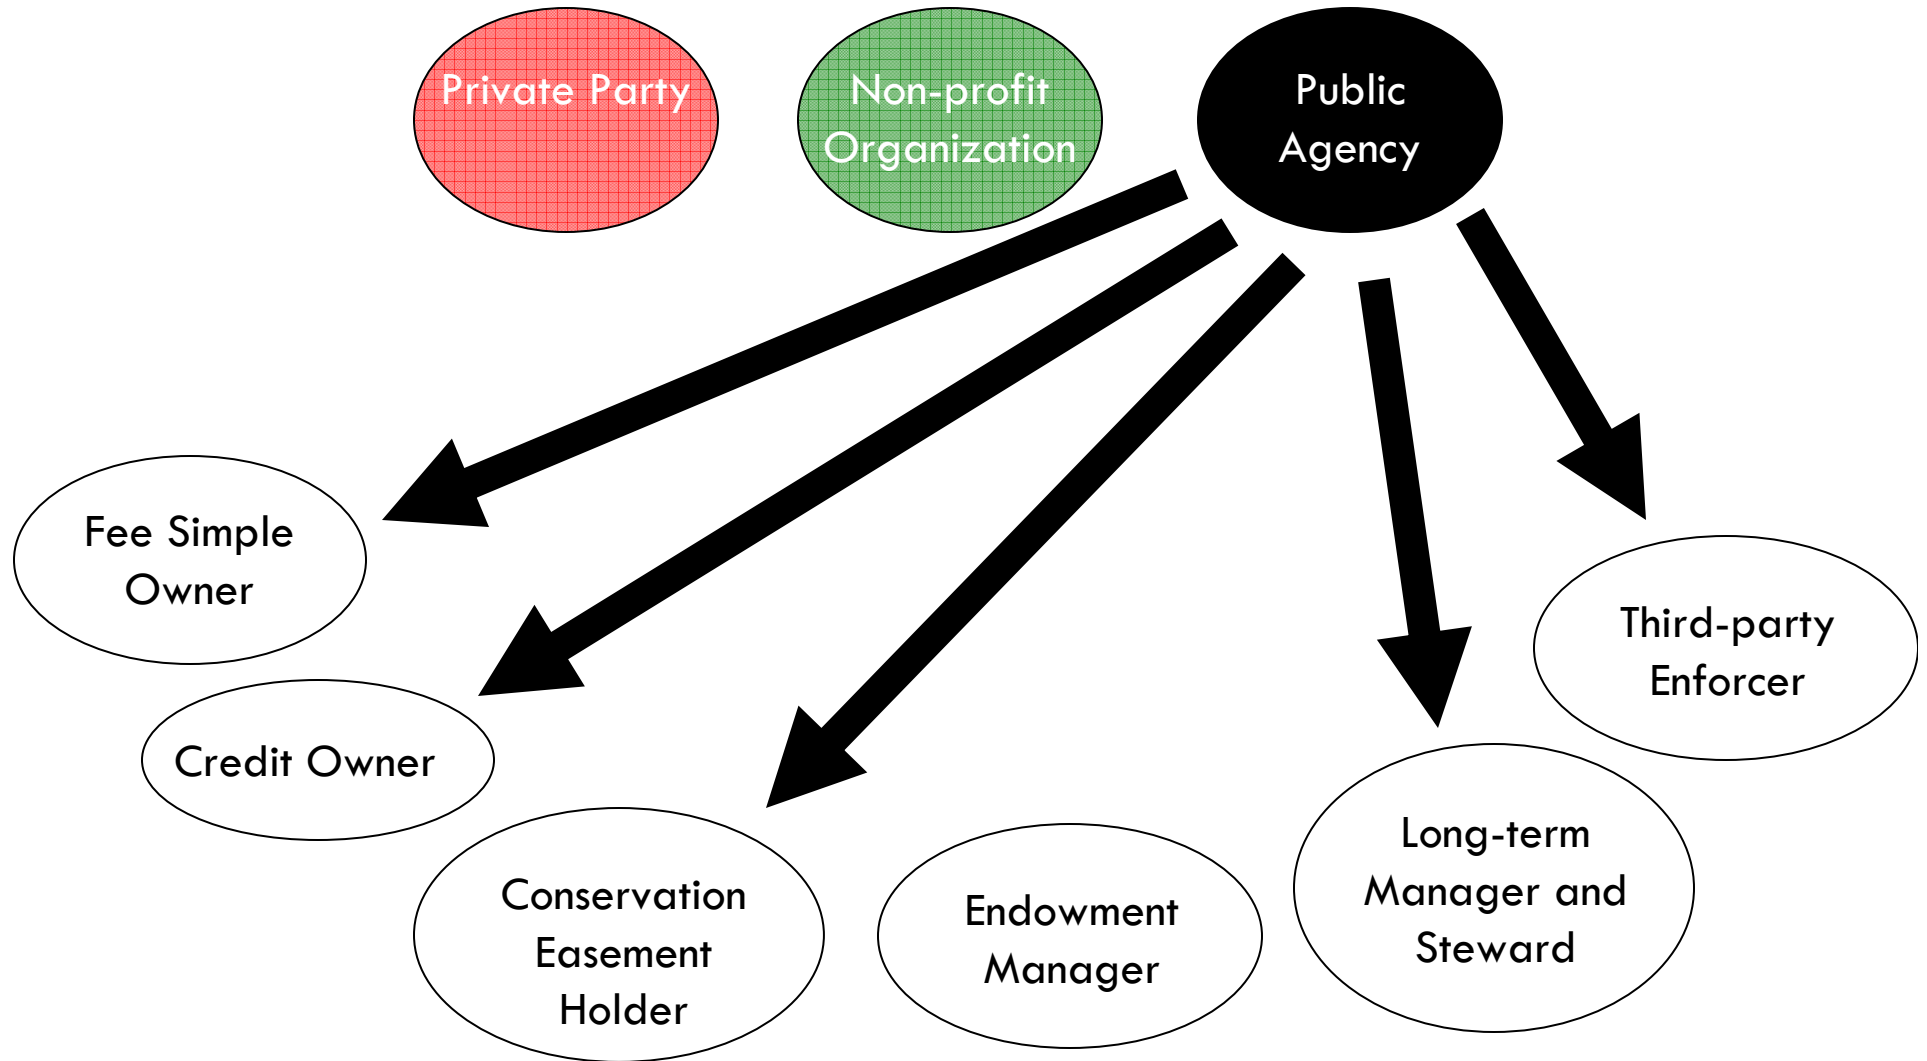 Private Party
Non-profit
Organization
Public
Agency
Fee Simple
Owner
Credit Owner
Conservation
Easement
Holder
Endowment
Manager
Long-term
Manager and
Steward
Third-party
Enforcer